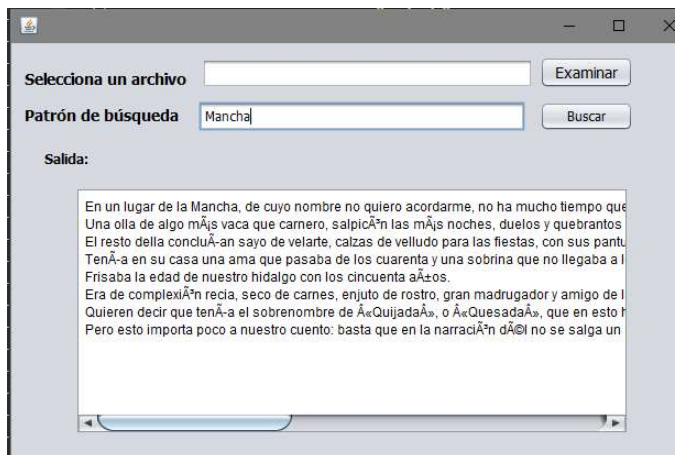 Selecciona un archivo
Examinar
Patrón de búsqueda
Mancha
Buscar
Salida:
En un lugar de la Mancha, de cuyo nombre no quiero acordarme, no ha mucho tiempo que
Una olla de algo mÃ¡s vaca que carnero, salpicÃ³n las mÃ¡s noches, duelos y quebrantos
El resto della concluÃ-an sayo de velarte, calzas de velludo para las fiestas, con sus pantu
TenÃ-a en su casa una ama que pasaba de los cuarenta y una sobrina que no llegaba a l
Frisaba la edad de nuestro hidalgo con los cincuenta aÃ±os.
Era de complexiÃ³n recia, seco de carnes, enjuto de rostro, gran madrugador y amigo de l
Quieren decir que tenÃ-a el sobrenombre de Â«QuijadaÂ», o Â«QuesadaÂ», que en esto h
Pero esto importa poco a nuestro cuento: basta que en la narraciÃ³n dÃ©l no se salga un